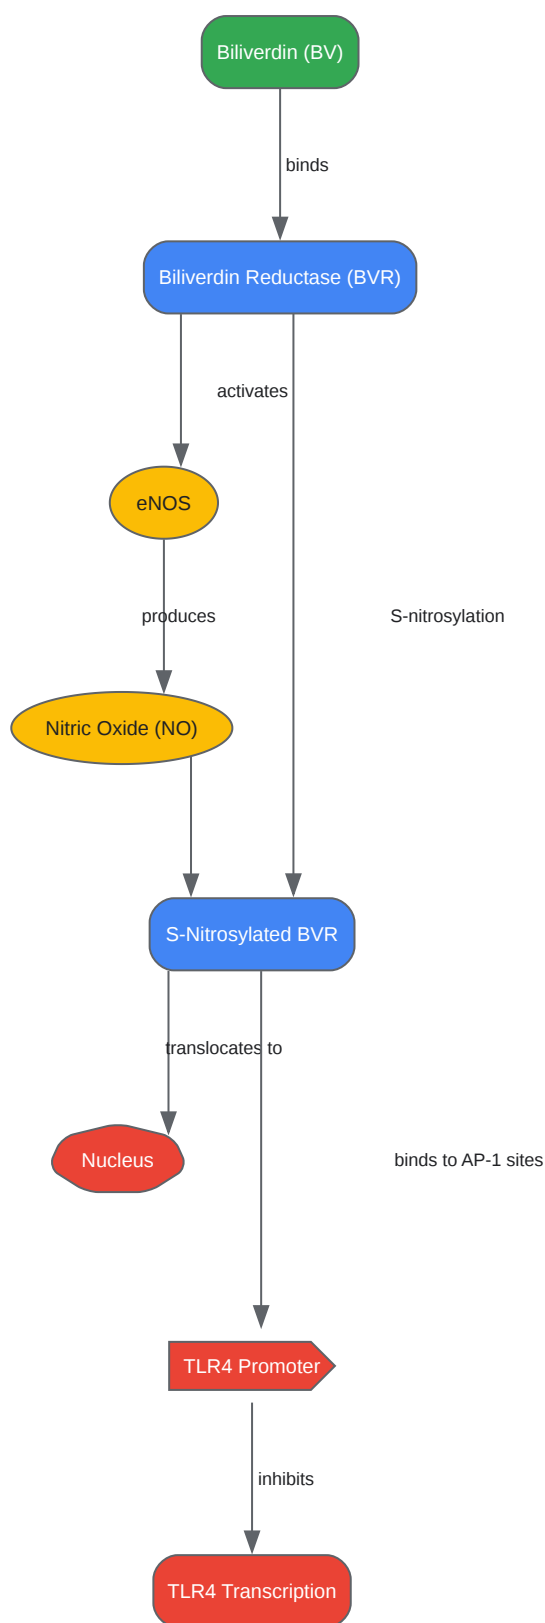 Biliverdin (BV)
binds
Biliverdin Reductase (BVR)
activates
eNOS
produces
S-nitrosylation
Nitric Oxide (NO)
S-Nitrosylated BVR
translocates to
Nucleus
binds to AP-1 sites
TLR4 Promoter
inhibits
TLR4 Transcription